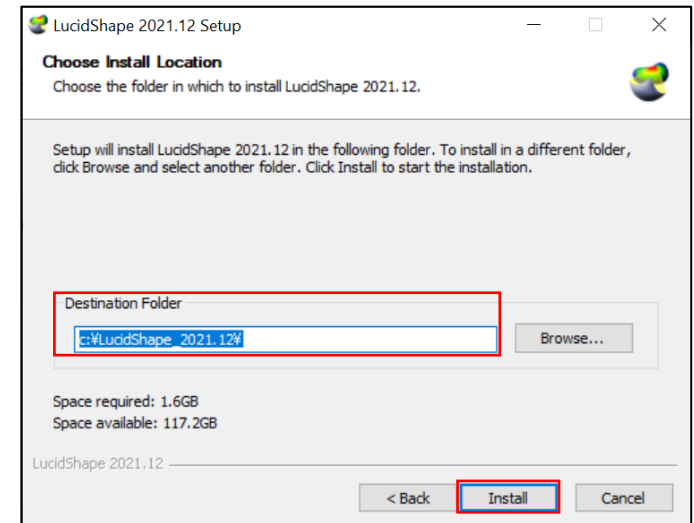 LucidShape 2021.12 Setup
Choose Install Location
Choose the folder in which to install LucidShape 2021.12.
Setup will install LucidShape 2021.12 in the following folder. To install in a different folder,
click Browse and select another folder. Click Install to start the installation.
Destination Folder
c:¥LucidShape_2021.12¥
Browse...
Space required: 1.6GB
Space available: 117.2GB
LucidShape 2021.12
< Back Install Cancel